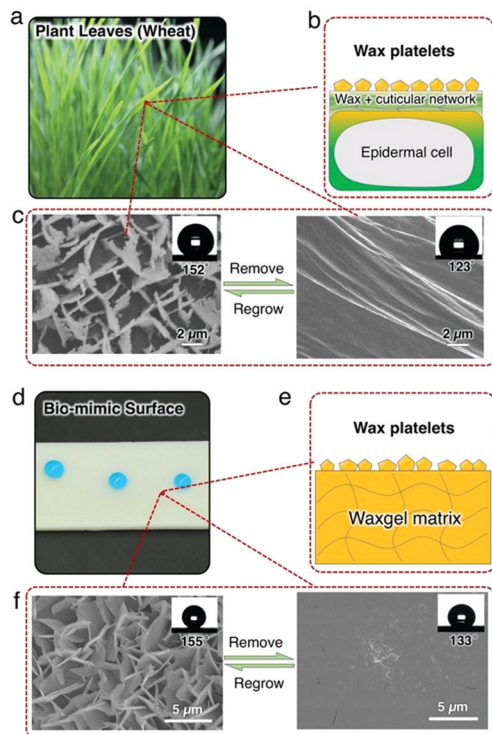 a
Plant Leaves (Wheat)
b
Wax platelets
Wax + cuticular network
Epidermal cell
c
152°
2 µm
Remove
Regrow
123°
2 µm
d
Bio-mimic Surface
e
Wax platelets
Waxgel matrix
f
155°
5 µm
Remove
Regrow
133°
5 µm